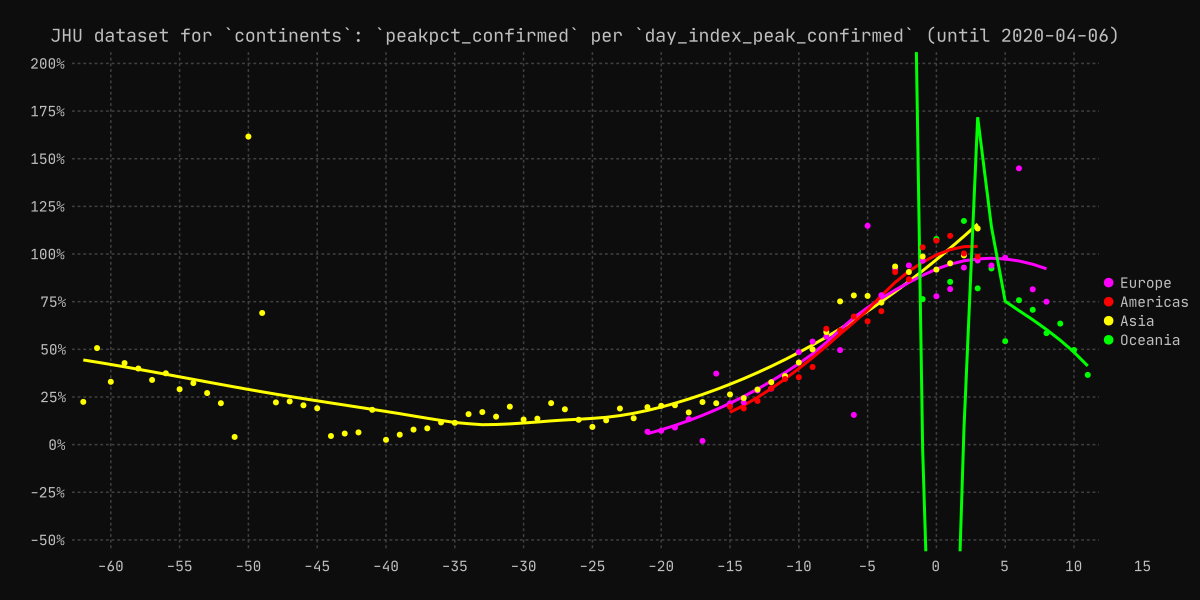 JHU dataset for `continents`: `peakpct_confirmed` per `day_index_peak_confirmed` (until 2020-04-06)
200%
175%
150%
125%
100%
75%
50%
25%
0%
-25%
-50%
Europe
Americas
Asia
Oceania
-60 -55 -50 -45 -40 -35 -30 -25 -20 -15 -10 -5 0 5 10 15